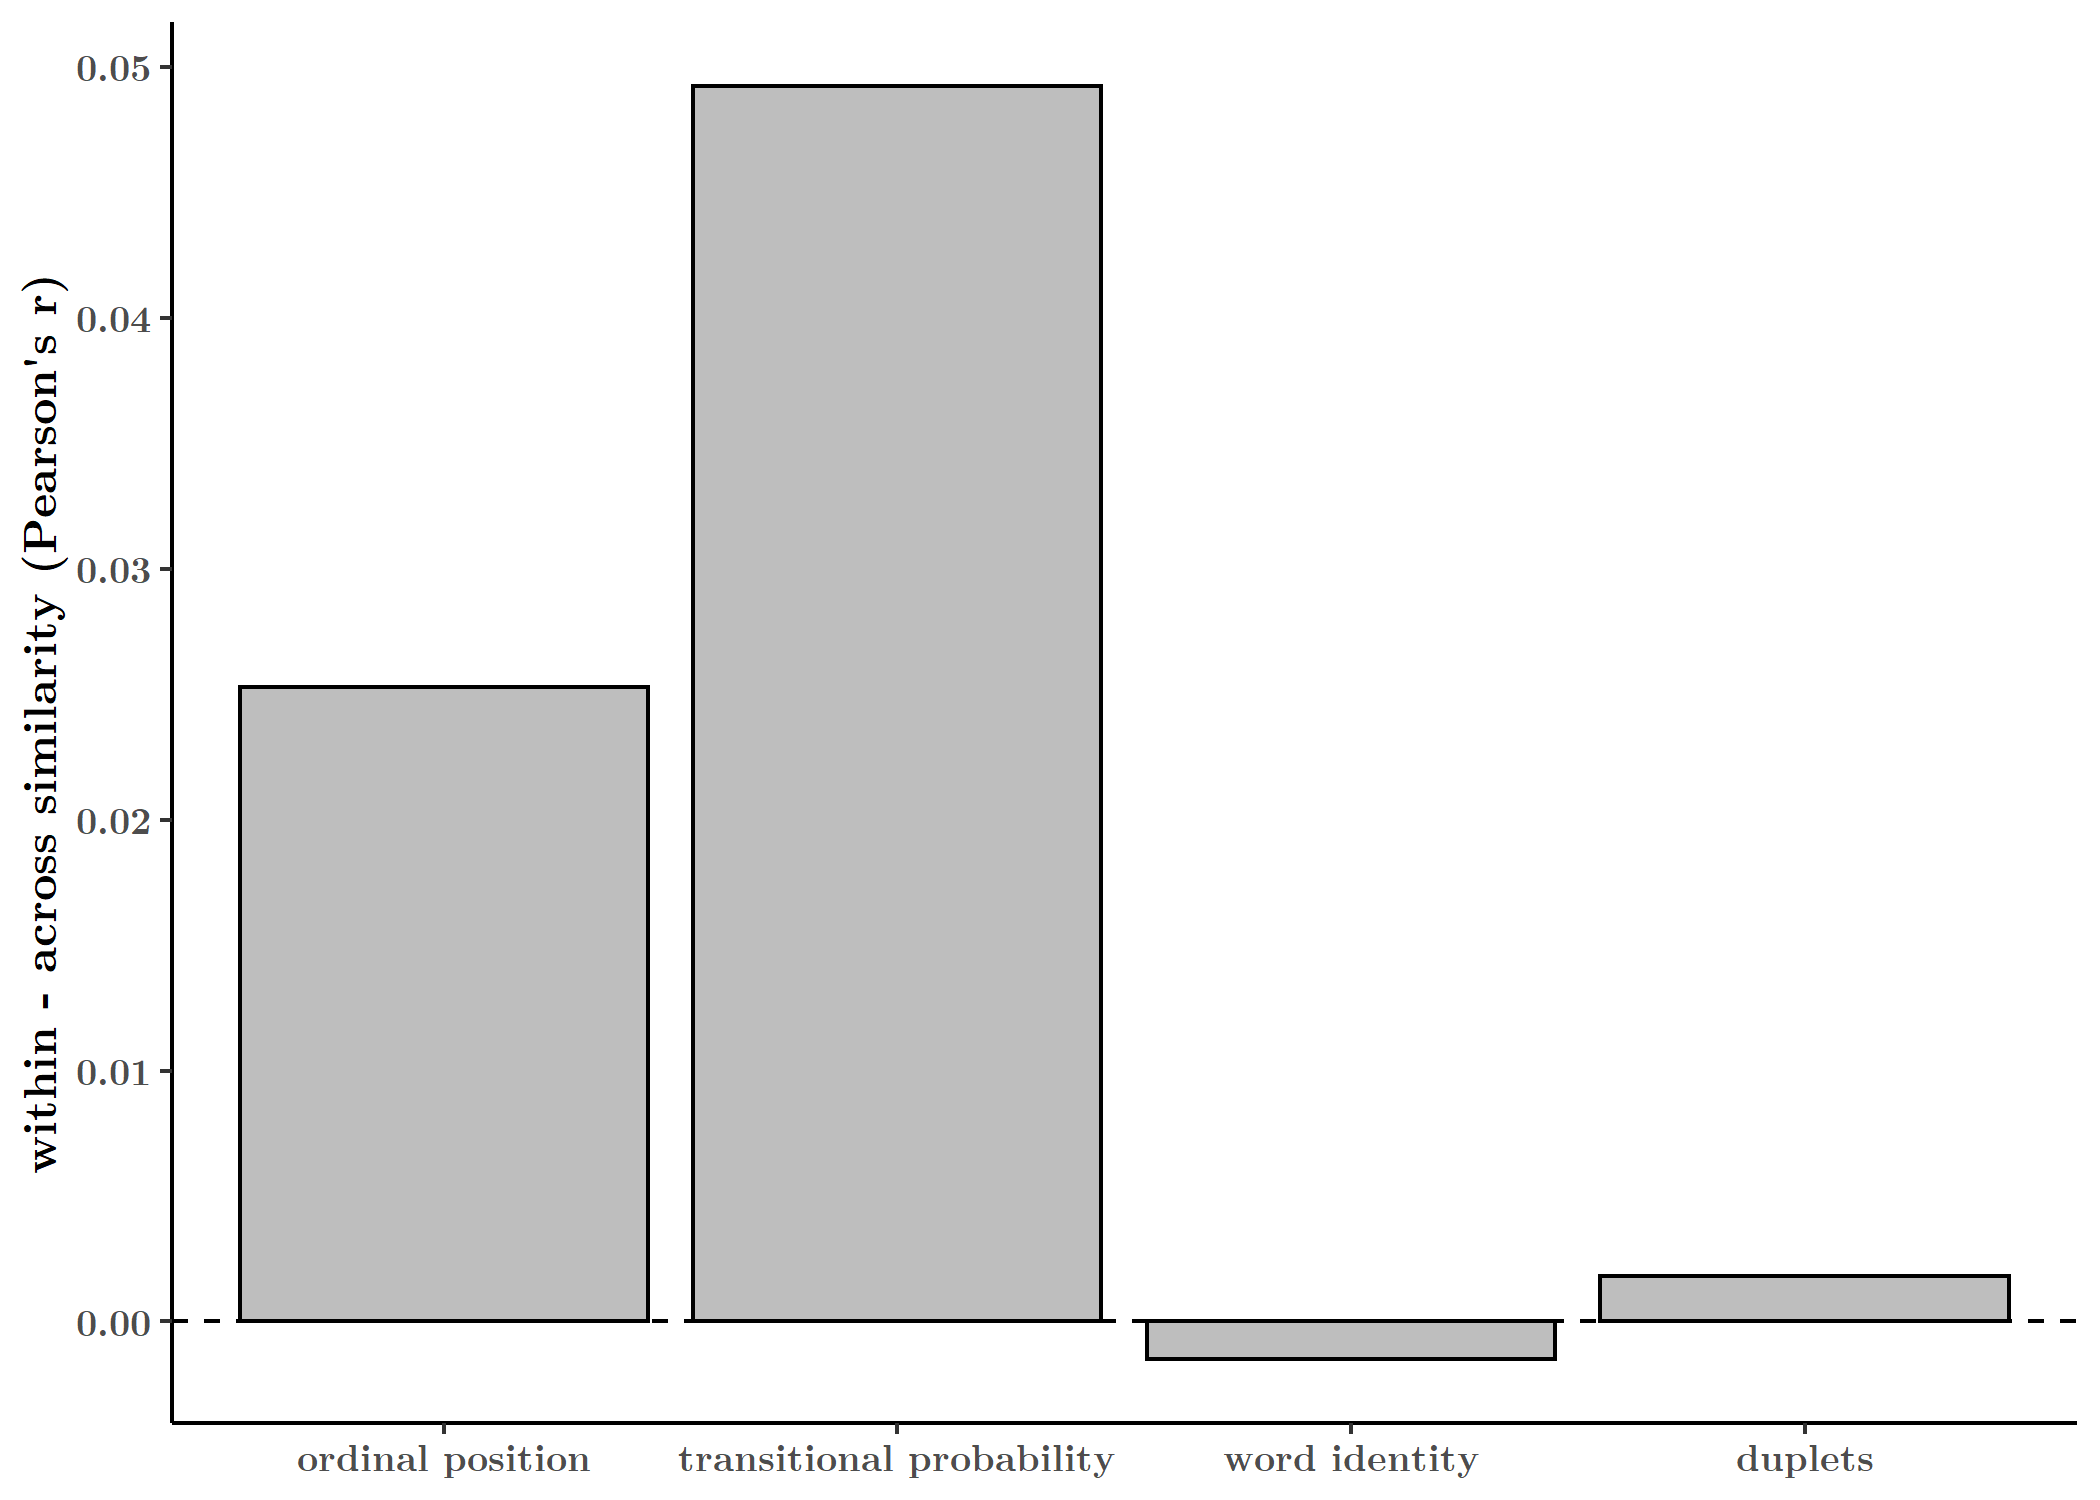 within - across similarity (Pearson's r)
0.05
0.04
0.03
0.02
0.01
0.00
ordinal position
transitional probability
word identity
duplets